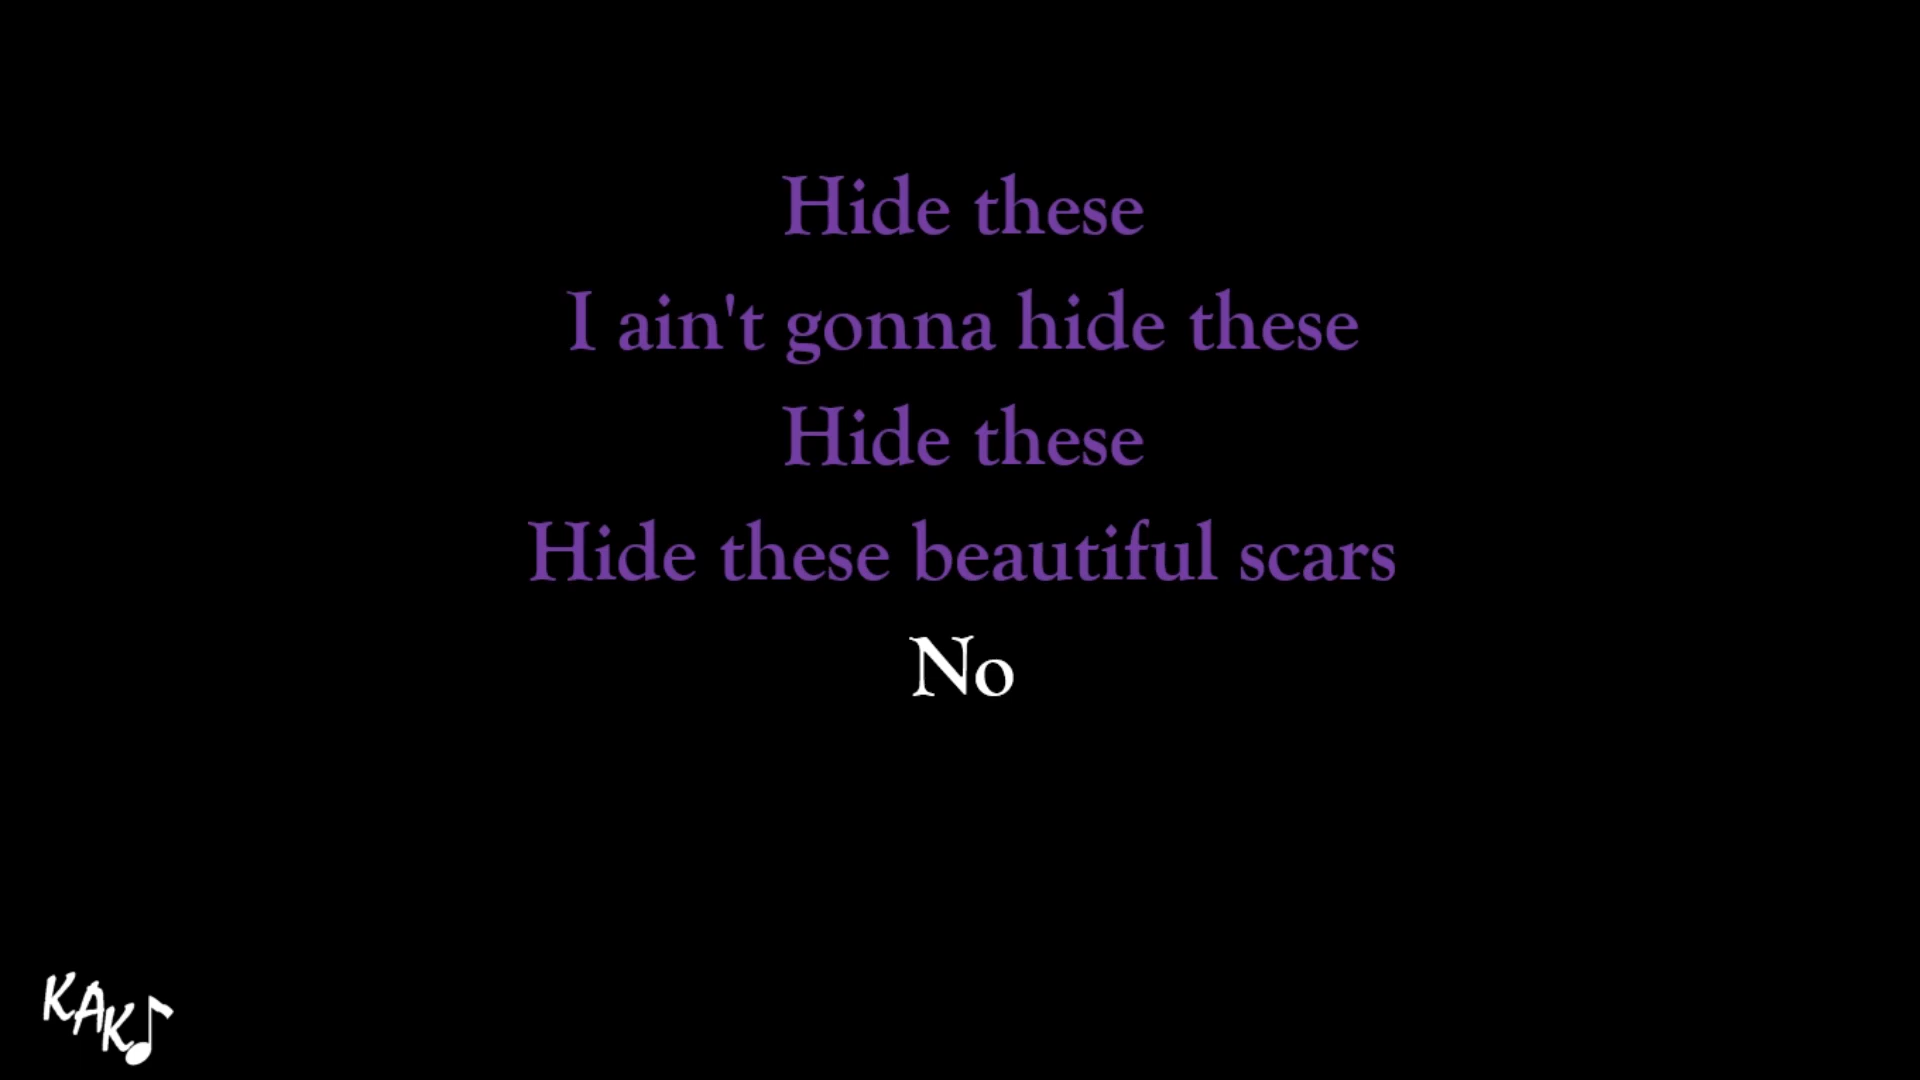 Hide these
I ain't gonna hide these
Hide these
Hide these beautiful scars
No
KAK